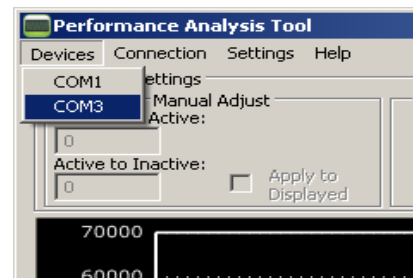 Performance Analysis Tool
Devices Connection Settings Help
COM1
ettings
COM3
Manual Adjust
Active:
0
Active to Inactive:
0
Apply to
Displayed
70000
60000